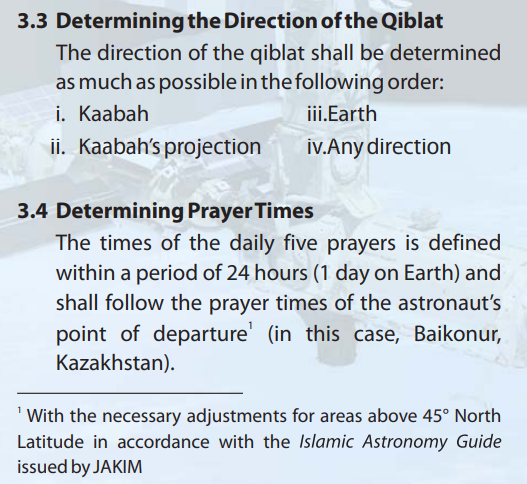 3.3 Determining the Direction of the Qiblat
The direction of the qiblat shall be determined
as much as possible in the following order:
i. Kaabah iii.Earth
ii. Kaabah's projection iv.Any direction
3.4 Determining Prayer Times
The times of the daily five prayers is defined
within a period of 24 hours (1 day on Earth) and
shall follow the prayer times of the astronaut's
point of departure¹ (in this case, Baikonur,
Kazakhstan).
¹ With the necessary adjustments for areas above 45° North
Latitude in accordance with the Islamic Astronomy Guide
issued by JAKIM